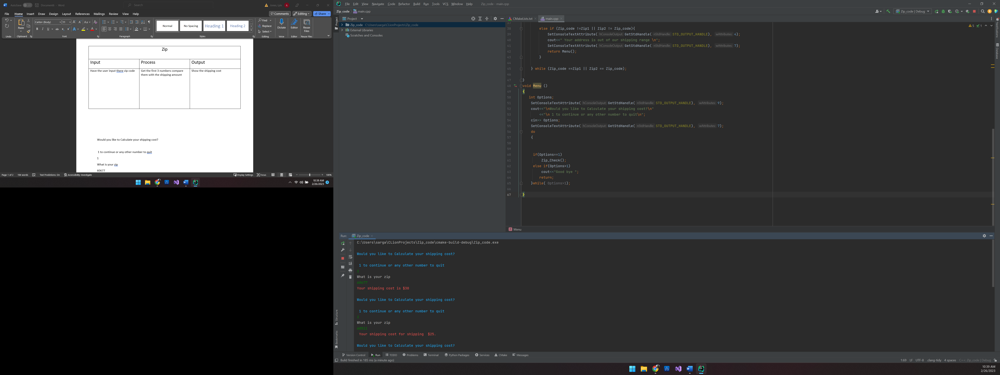 AutoSave Off Document6 - Word
Search
Jones, Lyle JL
File Home Insert Draw Design Layout References Mailings Review View Help
Comments Editing Share
Paste
Calibri (Body) 11
Normal No Spacing Heading 1 Heading 2
Find
Replace
Select
Dictate
Editor
Reuse Files
Undo Clipboard Font Paragraph Styles Editing Voice Editor Reuse Files
Zip
Input Process Output
Have the user input there zip code
Get the first 3 numbers compare them with the shipping amount
Show the shipping cost
Would you like to Calculate your shipping cost?
1 to continue or any other number to quit
1
What is your zip
60677
Page 1 of 2 194 words Text Predictions: On Accessibility: Investigate Display Settings Focus 100%
10:39 AM
2/26/2023
File Edit View Navigate Code Refactor Build Run Tools VCS Window Help Zip_code - main.cpp
Zip_code main.cpp
Zip_code | Debug
Project
CMakeLists.txt main.cpp
Zip_code C:\Users\sarga\CLionProjects\Zip_code
External Libraries
Scratches and Consoles
Project
Structure
Bookmarks
Notifications
Database
5 1
37
38 else if (Zip_code !=Zip1 || Zip2 != Zip_code){
39 SetConsoleTextAttribute( hConsoleOutput: GetStdHandle( nStdHandle: STD_OUTPUT_HANDLE), wAttributes: 4);
40 cout<<" Your address is out of our shipping range \n";
41 SetConsoleTextAttribute( hConsoleOutput: GetStdHandle( nStdHandle: STD_OUTPUT_HANDLE), wAttributes: 7);
42 return Menu();
43 }
44
45 } while (Zip_code ==Zip1 || Zip2 == Zip_code);
46
47 }
48 void Menu ()
49 {
50 int Options;
51 SetConsoleTextAttribute( hConsoleOutput: GetStdHandle( nStdHandle: STD_OUTPUT_HANDLE), wAttributes: 9);
52 cout<<"\nWould you like to Calculate your shipping cost?\n"
53 <<"\n 1 to continue or any other number to quit\n";
54 cin>> Options;
55 SetConsoleTextAttribute( hConsoleOutput: GetStdHandle( nStdHandle: STD_OUTPUT_HANDLE), wAttributes: 7);
56 do
57 {
58
59
60 if(Options==1)
61 Zip_Check();
62 else if(Options>1)
63 cout<<"Good bye ";
64 return;
65 }while( Options>1);
66
67 }
Menu
Run: Zip_code
C:\Users\sarga\CLionProjects\Zip_code\cmake-build-debug\Zip_code.exe
Would you like to Calculate your shipping cost?
1 to continue or any other number to quit
1
What is your zip
60677
Your shipping cost is $30
Would you like to Calculate your shipping cost?
1 to continue or any other number to quit
1
What is your zip
60511
Your shipping cost for shipping $25.
Would you like to Calculate your shipping cost?
Version Control Run TODO Problems Terminal Python Packages Services CMake Messages
Build finished in 185 ms (a minute ago)
1:69 LF UTF-8 .clang-tidy 4 spaces C++: Zip_code | Debug
10:39 AM
2/26/2023